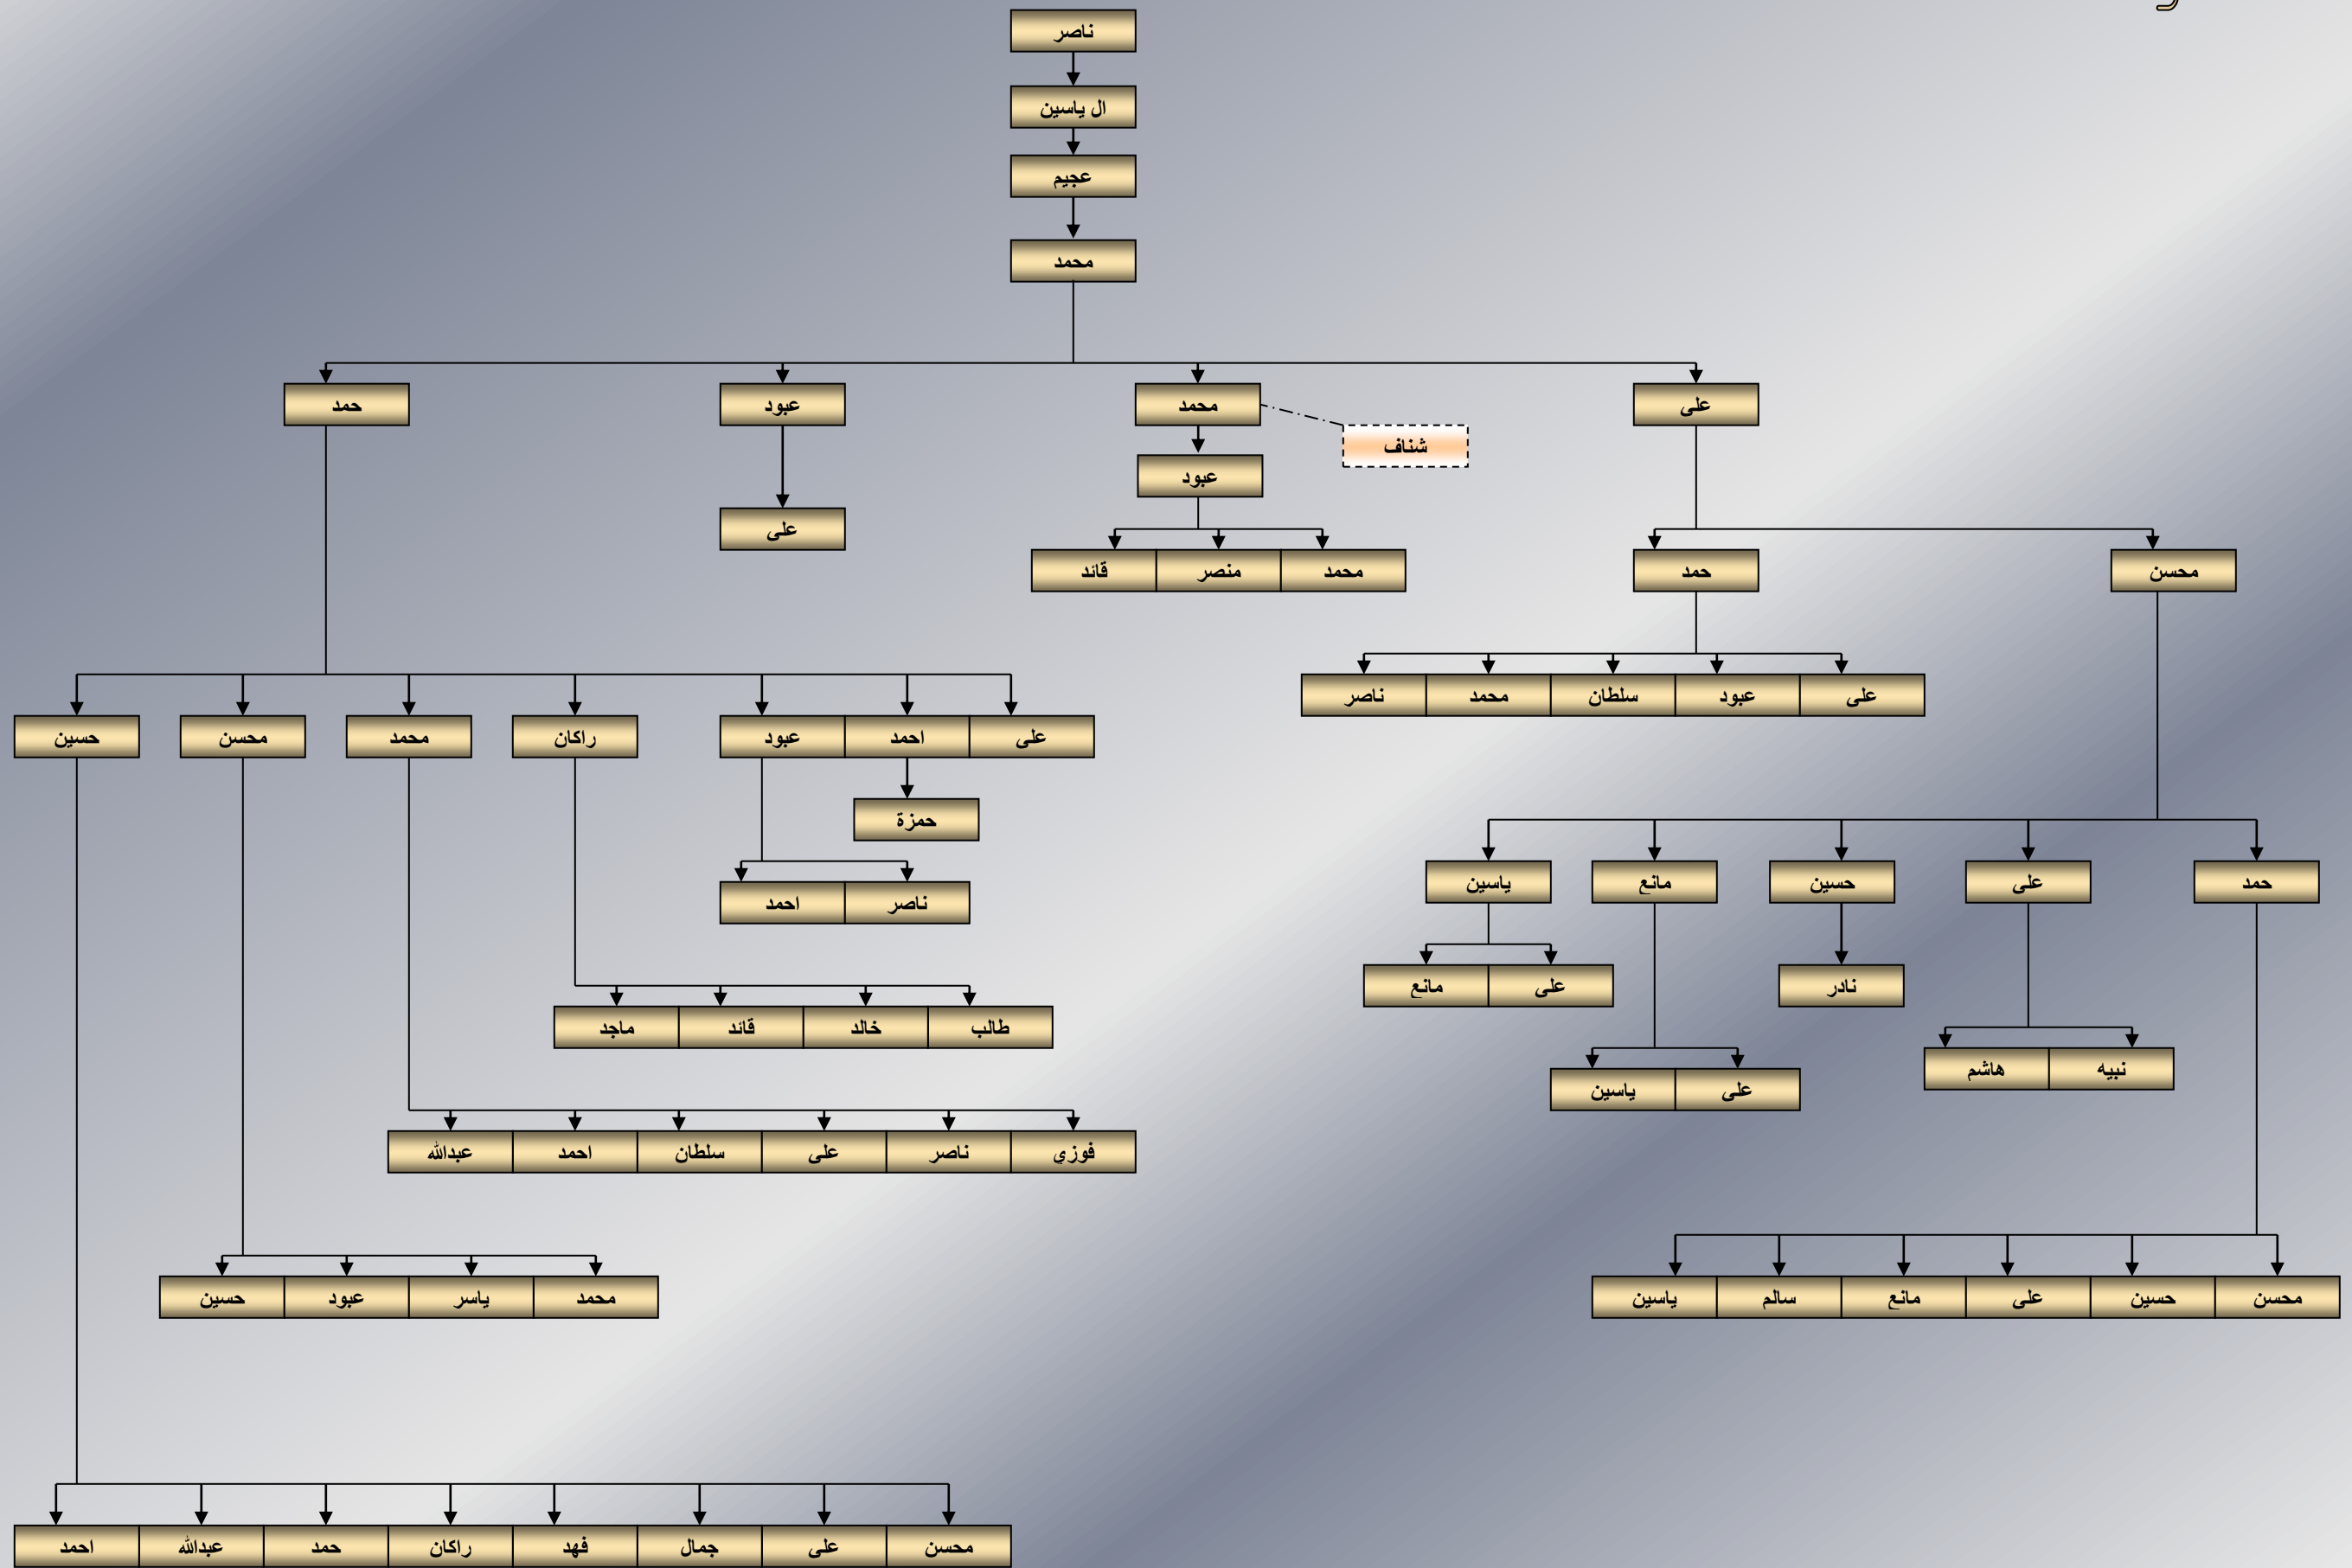 ناصر
ال ياسين
عجيم
محمد
على
محمد
عبود
حمد
شناف
عبود
على
محسن
حمد
محمد
منصر
قائد
على
عبود
سلطان
محمد
ناصر
على
احمد
عبود
راكان
محمد
محسن
حسين
حمزة
حمد
على
حسين
مانع
ياسين
ناصر
احمد
نادر
على
مانع
طالب
خالد
قائد
ماجد
نبيه
هاشم
على
ياسين
فوزي
ناصر
على
سلطان
احمد
عبدالله
محسن
حسين
على
مانع
سالم
ياسين
محمد
ياسر
عبود
حسين
محسن
على
جمال
فهد
راكان
حمد
عبدالله
احمد